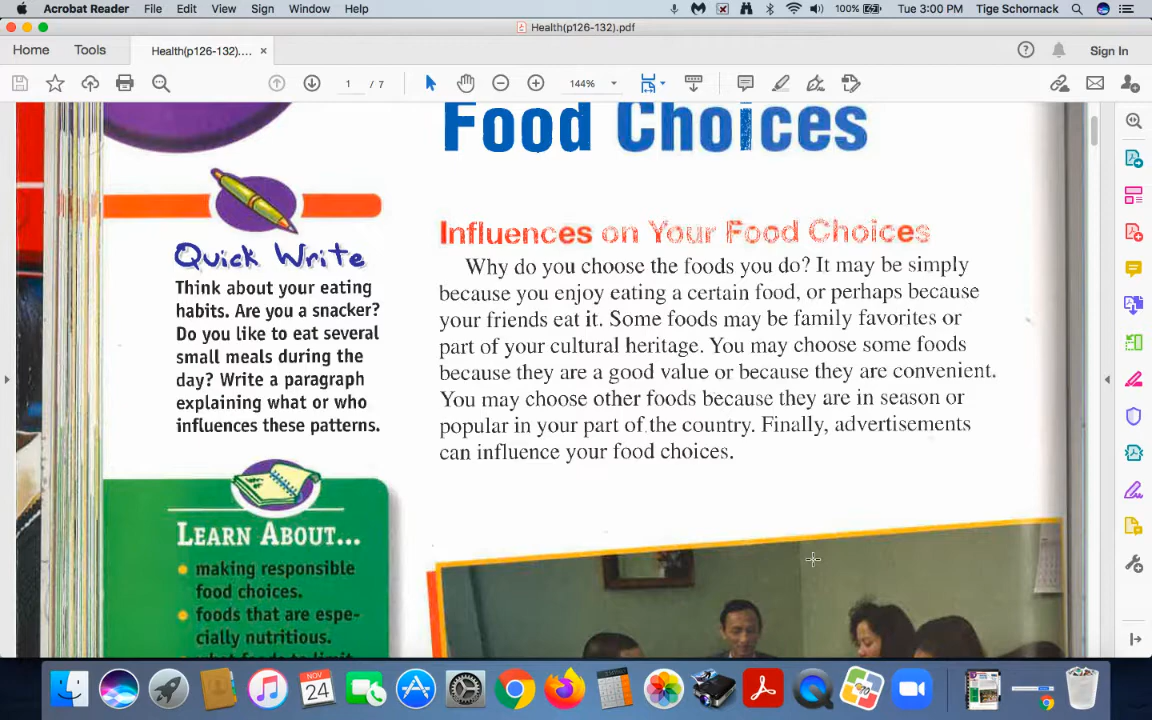 Acrobat Reader File Edit View Sign Window Help 100% Tue 3:00 PM Tige Schornack
Health(p126-132).pdf
Home Tools Health(p126-132).... × Sign In
1 / 7 144%
Food Choices
Quick Write
Think about your eating
habits. Are you a snacker?
Do you like to eat several
small meals during the
day? Write a paragraph
explaining what or who
influences these patterns.
LEARN ABOUT...
making responsible
food choices.
foods that are espe-
cially nutritious.
Influences on Your Food Choices
Why do you choose the foods you do? It may be simply
because you enjoy eating a certain food, or perhaps because
your friends eat it. Some foods may be family favorites or
part of your cultural heritage. You may choose some foods
because they are a good value or because they are convenient.
You may choose other foods because they are in season or
popular in your part of the country. Finally, advertisements
can influence your food choices.
NOV
24